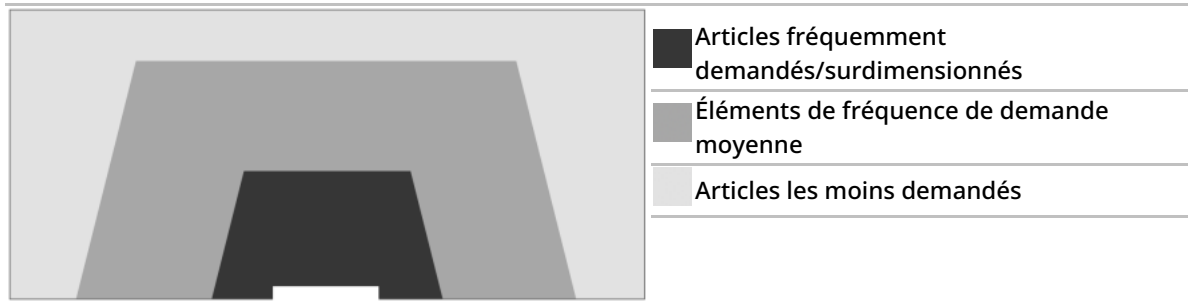 Articles fréquemment
demandés/surdimensionnés
Éléments de fréquence de demande
moyenne
Articles les moins demandés